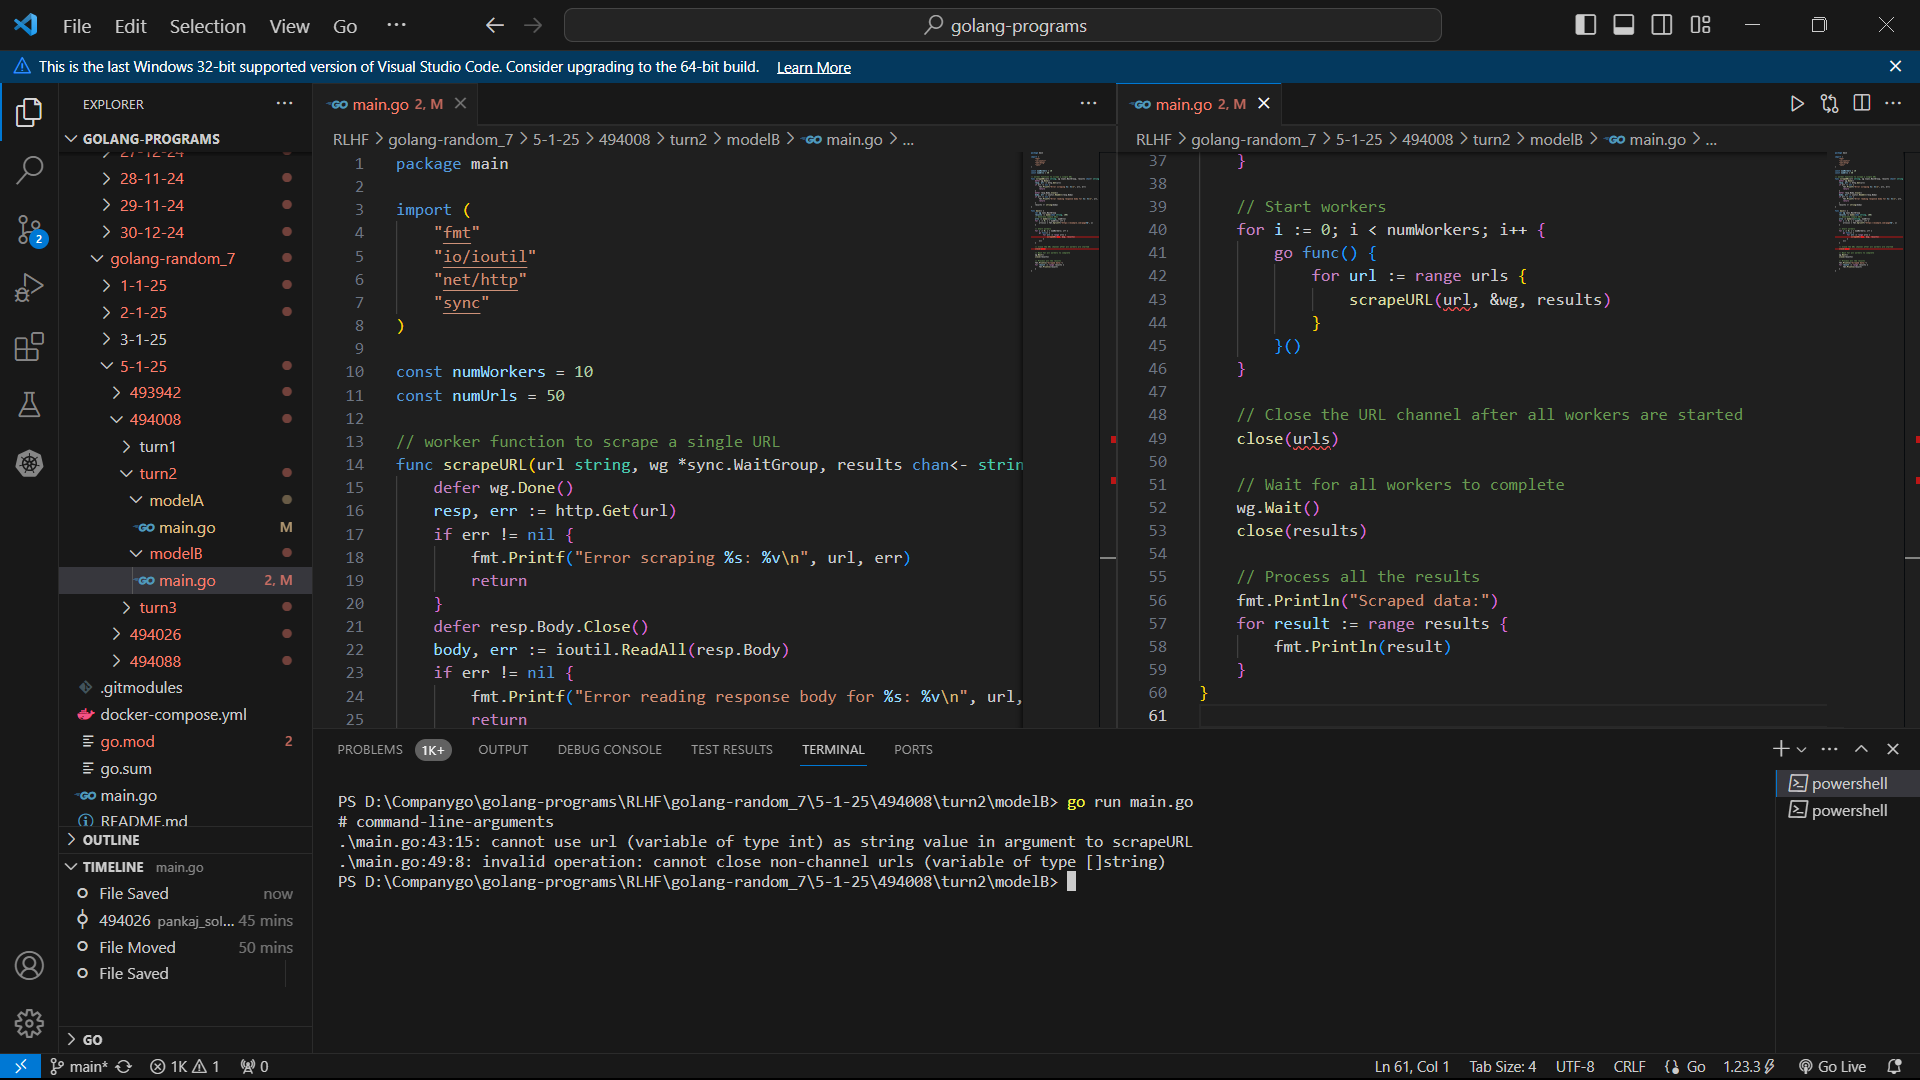 File Edit Selection View Go ··· golang-programs
This is the last Windows 32-bit supported version of Visual Studio Code. Consider upgrading to the 64-bit build. Learn More
EXPLORER
GOLANG-PROGRAMS
27-12-24
28-11-24
29-11-24
30-12-24
golang-random_7
1-1-25
2-1-25
3-1-25
5-1-25
493942
494008
turn1
turn2
modelA
main.go M
modelB
main.go 2, M
turn3
494026
494088
.gitmodules
docker-compose.yml
go.mod 2
go.sum
main.go
README.md
OUTLINE
TIMELINE main.go
File Saved now
494026 pankaj_sol... 45 mins
File Moved 50 mins
File Saved
GO
main.go 2, M
RLHF > golang-random_7 > 5-1-25 > 494008 > turn2 > modelB > main.go > ...
1 package main
2
3 import (
4 "fmt"
5 "io/ioutil"
6 "net/http"
7 "sync"
8 )
9
10 const numWorkers = 10
11 const numUrls = 50
12
13 // worker function to scrape a single URL
14 func scrapeURL(url string, wg *sync.WaitGroup, results chan<- strin
15 defer wg.Done()
16 resp, err := http.Get(url)
17 if err != nil {
18 fmt.Printf("Error scraping %s: %v\n", url, err)
19 return
20 }
21 defer resp.Body.Close()
22 body, err := ioutil.ReadAll(resp.Body)
23 if err != nil {
24 fmt.Printf("Error reading response body for %s: %v\n", url,
25 return
main.go 2, M
RLHF > golang-random_7 > 5-1-25 > 494008 > turn2 > modelB > main.go > ...
37 }
38
39 // Start workers
40 for i := 0; i < numWorkers; i++ {
41 go func() {
42 for url := range urls {
43 scrapeURL(url, &wg, results)
44 }
45 }()
46 }
47
48 // Close the URL channel after all workers are started
49 close(urls)
50
51 // Wait for all workers to complete
52 wg.Wait()
53 close(results)
54
55 // Process all the results
56 fmt.Println("Scraped data:")
57 for result := range results {
58 fmt.Println(result)
59 }
60 }
61
PROBLEMS 1K+ OUTPUT DEBUG CONSOLE TEST RESULTS TERMINAL PORTS
PS D:\Companygo\golang-programs\RLHF\golang-random_7\5-1-25\494008\turn2\modelB> go run main.go
# command-line-arguments
.\main.go:43:15: cannot use url (variable of type int) as string value in argument to scrapeURL
.\main.go:49:8: invalid operation: cannot close non-channel urls (variable of type []string)
PS D:\Companygo\golang-programs\RLHF\golang-random_7\5-1-25\494008\turn2\modelB>
powershell
powershell
main* 1K 1 0 Ln 61, Col 1 Tab Size: 4 UTF-8 CRLF Go 1.23.3 Go Live